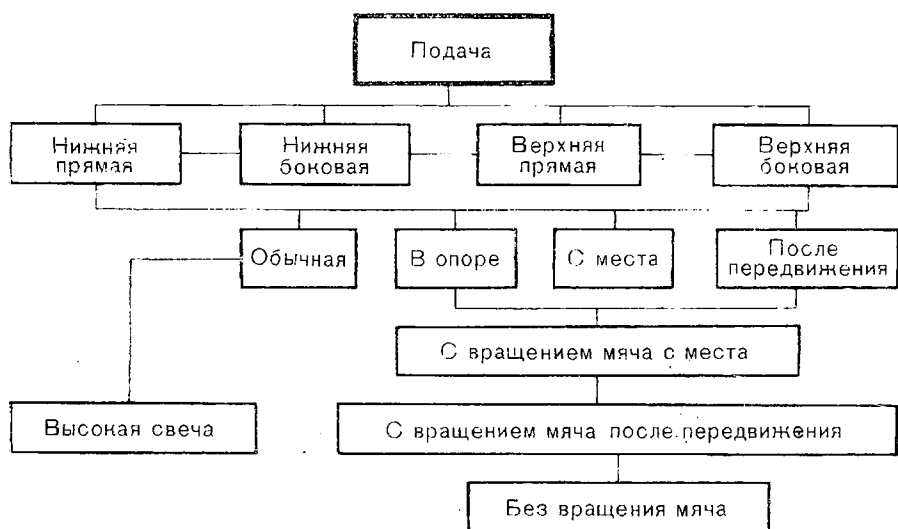 Подача
Нижняя
прямая
Нижняя
боковая
Верхняя
прямая
Верхняя
боковая
Обычная
В опоре
С места
После
передвижения
С вращением мяча с места
Высокая свеча
С вращением мяча после передвижения
Без вращения мяча